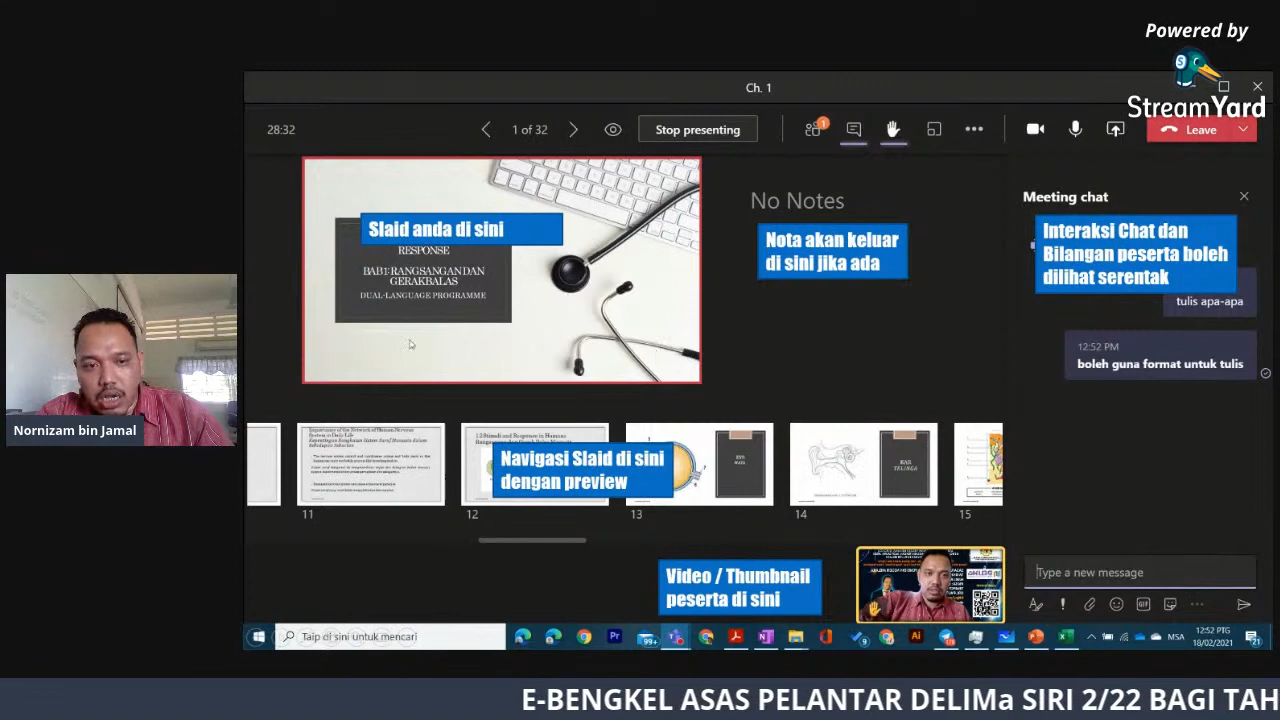 Powered by
StreamYard
Ch. 1
28:32
1 of 32
Stop presenting
1
Leave
Slaid anda di sini
RESPONSE
BAB 1: RANGSANGAN DAN
GERAKBALAS
DUAL-LANGUAGE PROGRAMME
No Notes
Nota akan keluar
di sini jika ada
Meeting chat
Interaksi Chat dan
Bilangan peserta boleh
dilihat serentak
tulis apa-apa
12:52 PM
boleh guna format untuk tulis
Nornizam bin Jamal
Navigasi Slaid di sini
dengan preview
11
12
13
14
15
Video / Thumbnail
peserta di sini
Type a new message
Taip di sini untuk mencari
99+
9
MSA
12:52 PTG
18/02/2021
21
E-BENGKEL ASAS PELANTAR DELIMa SIRI 2/22 BAGI TAH